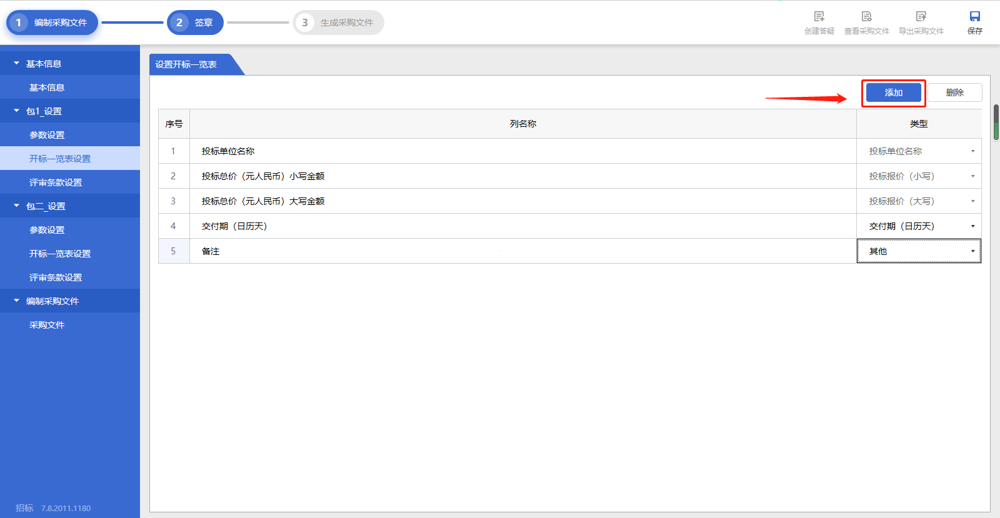 1 编制采购文件
2 签章
3 生成采购文件
创建答疑
查看采购文件
导出采购文件
保存
基本信息
基本信息
包1_设置
参数设置
开标一览表设置
评审条款设置
包二_设置
参数设置
开标一览表设置
评审条款设置
编制采购文件
采购文件
招标 7.8.2011.1180
设置开标一览表
添加
删除
序号 列名称 类型
1 投标单位名称 投标单位名称
2 投标总价（元人民币）小写金额 投标报价（小写）
3 投标总价（元人民币）大写金额 投标报价（大写）
4 交付期（日历天） 交付期（日历天）
5 备注 其他